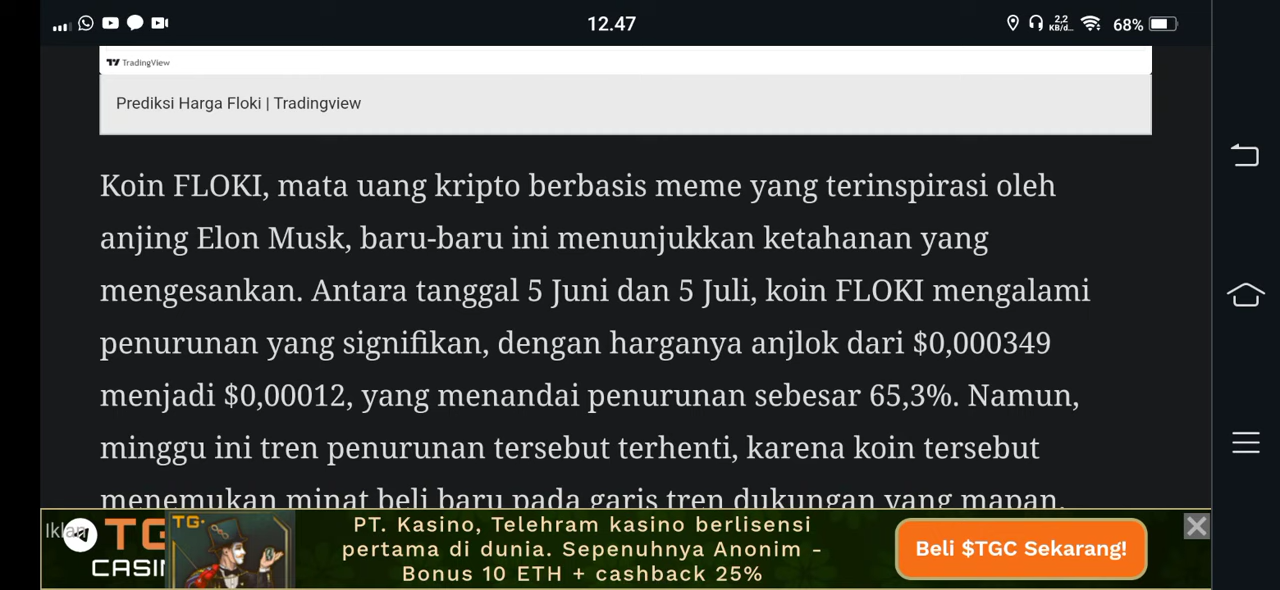 12.47
2,2
KB/d...
68%
TradingView
Prediksi Harga Floki | Tradingview
Koin FLOKI, mata uang kripto berbasis meme yang terinspirasi oleh
anjing Elon Musk, baru-baru ini menunjukkan ketahanan yang
mengesankan. Antara tanggal 5 Juni dan 5 Juli, koin FLOKI mengalami
penurunan yang signifikan, dengan harganya anjlok dari $0,000349
menjadi $0,00012, yang menandai penurunan sebesar 65,3%. Namun,
minggu ini tren penurunan tersebut terhenti, karena koin tersebut
menemukan minat beli baru pada garis tren dukungan yang mapan.
Iklan
TG
CASIN
TG.
PT. Kasino, Telehram kasino berlisensi
pertama di dunia. Sepenuhnya Anonim -
Bonus 10 ETH + cashback 25%
Beli $TGC Sekarang!